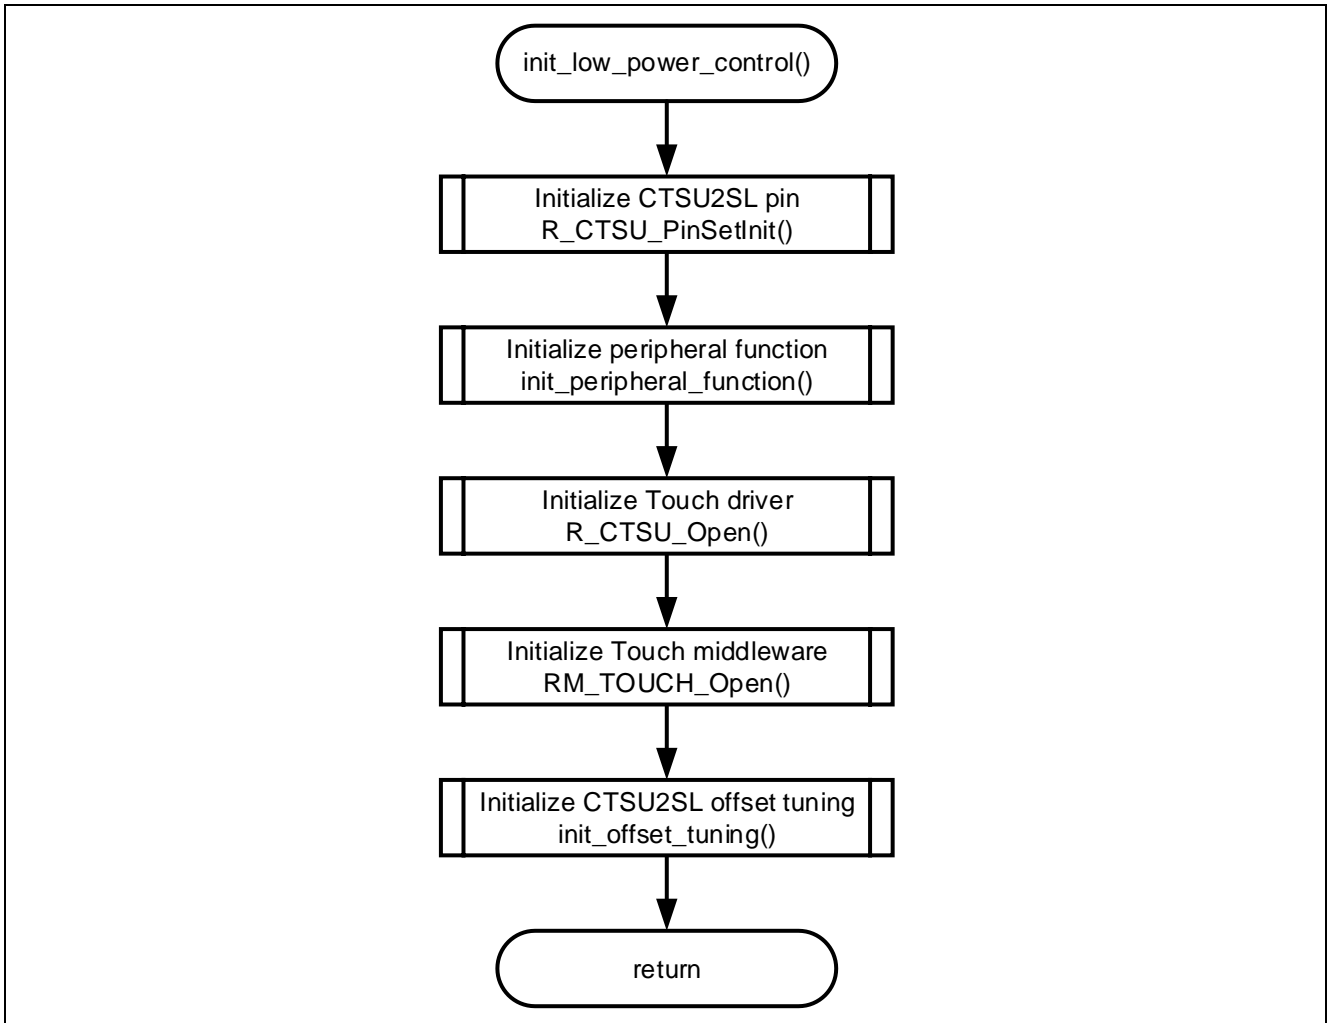 init_low_power_control()
Initialize CTSU2SL pin
R_CTSU_PinSetInit()
Initialize peripheral function
init_peripheral_function()
Initialize Touch driver
R_CTSU_Open()
Initialize Touch middleware
RM_TOUCH_Open()
Initialize CTSU2SL offset tuning
init_offset_tuning()
return